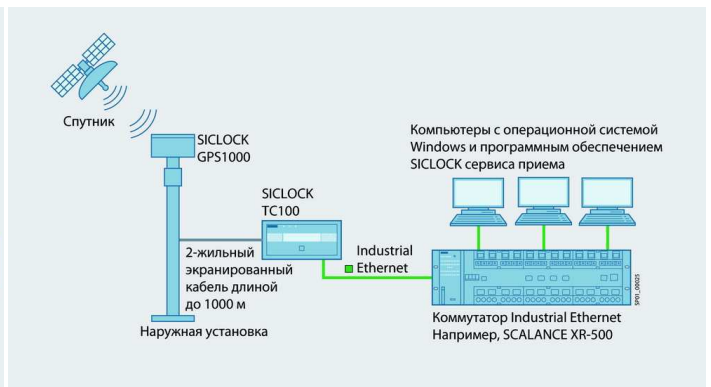 Спутник
SICLOCK
GPS1000
SICLOCK
TC100
2-жильный
экранированный
кабель длиной
до 1000 м
Наружная установка
Industrial
Ethernet
Компьютеры с операционной системой
Windows и программным обеспечением
SICLOCK сервиса приема
SP01_00025
Коммутатор Industrial Ethernet
Например, SCALANCE XR-500